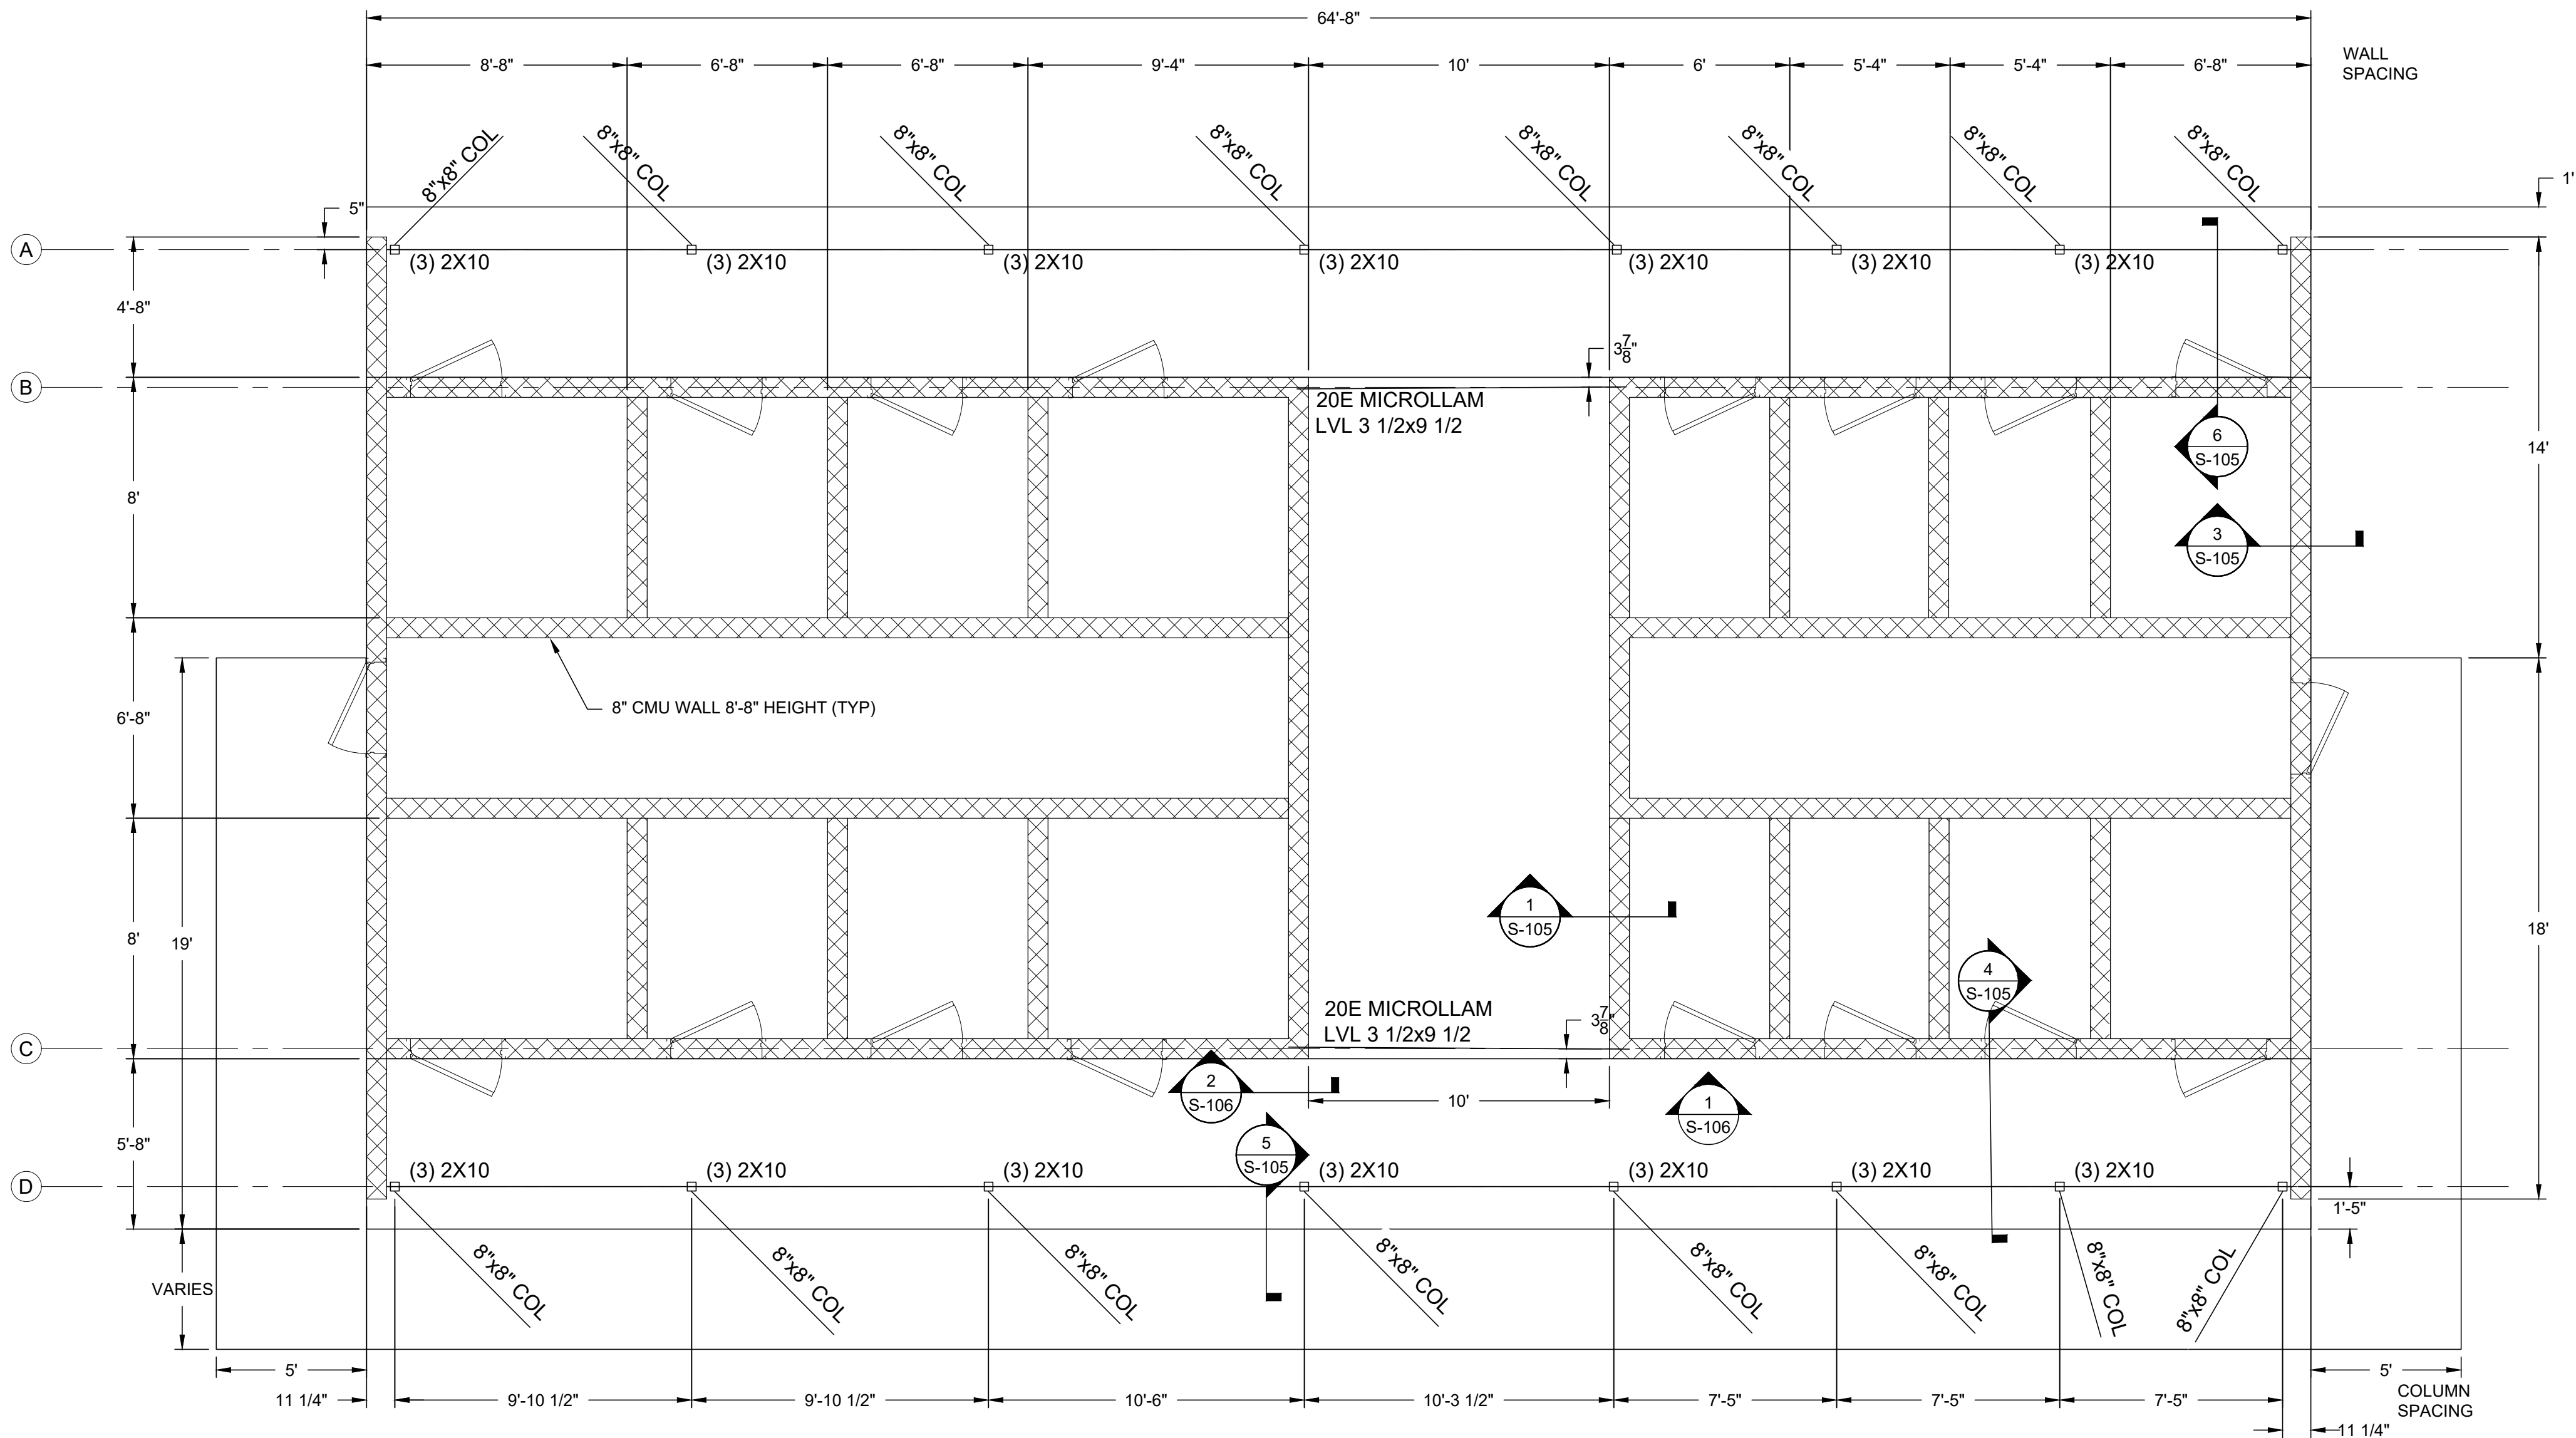 64'-8"
8'-8" 6'-8" 6'-8" 9'-4" 10' 6' 5'-4" 5'-4" 6'-8"
WALL
SPACING
8"x8" COL 8"x8" COL 8"x8" COL 8"x8" COL 8"x8" COL 8"x8" COL 8"x8" COL 8"x8" COL
1'
5"
A
(3) 2X10 (3) 2X10 (3) 2X10 (3) 2X10 (3) 2X10 (3) 2X10 (3) 2X10
4'-8"
3 7/8"
B
20E MICROLLAM
LVL 3 1/2x9 1/2
6
S-105
14'
8'
3
S-105
8" CMU WALL 8'-8" HEIGHT (TYP)
6'-8"
1
S-105
18'
8'
19'
4
S-105
20E MICROLLAM
LVL 3 1/2x9 1/2
3 7/8"
C
2
S-106
10'
1
S-106
5'-8"
5
S-105
(3) 2X10 (3) 2X10 (3) 2X10 (3) 2X10 (3) 2X10 (3) 2X10 (3) 2X10
D
1'-5"
8"x8" COL 8"x8" COL 8"x8" COL 8"x8" COL 8"x8" COL 8"x8" COL 8"x8" COL 8"x8" COL
VARIES
5' 5'
11 1/4" 9'-10 1/2" 9'-10 1/2" 10'-6" 10'-3 1/2" 7'-5" 7'-5" 7'-5"
COLUMN
SPACING
11 1/4"